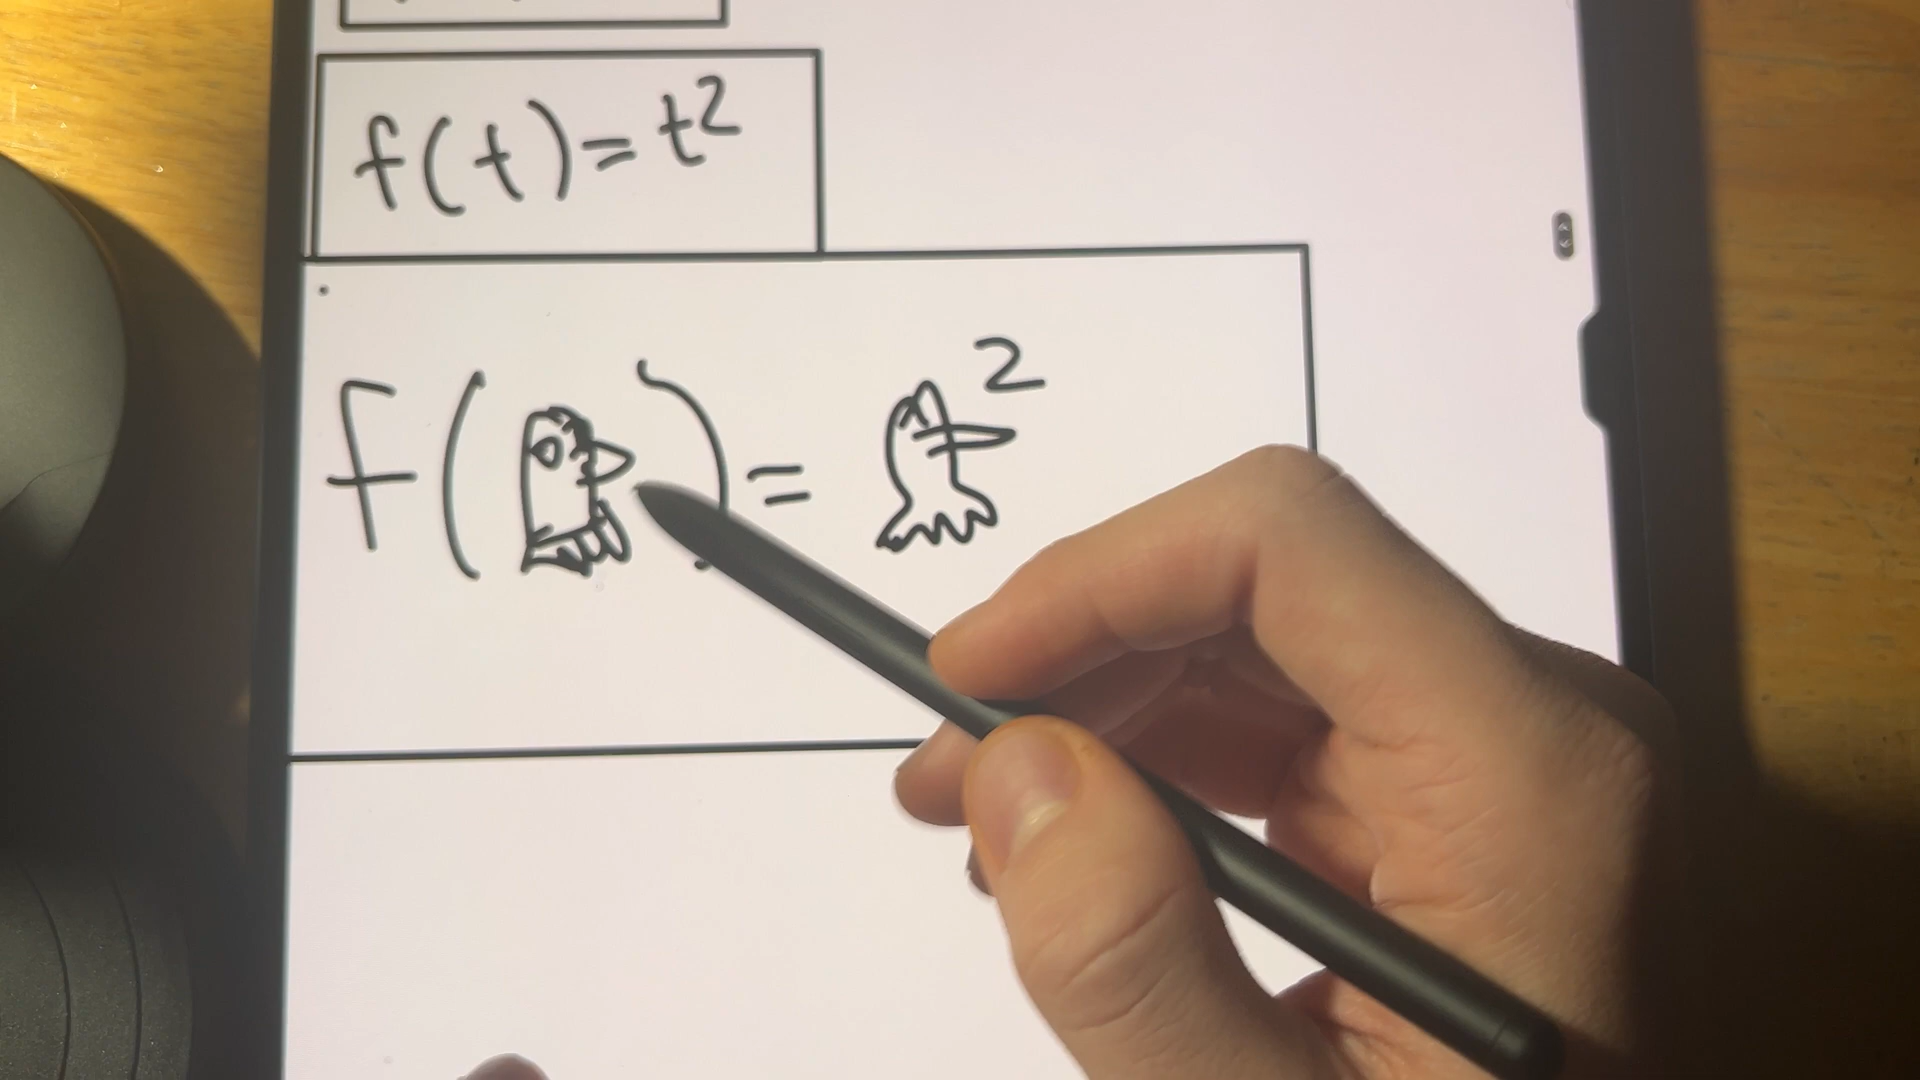 f(t)=t²
f( )= ²